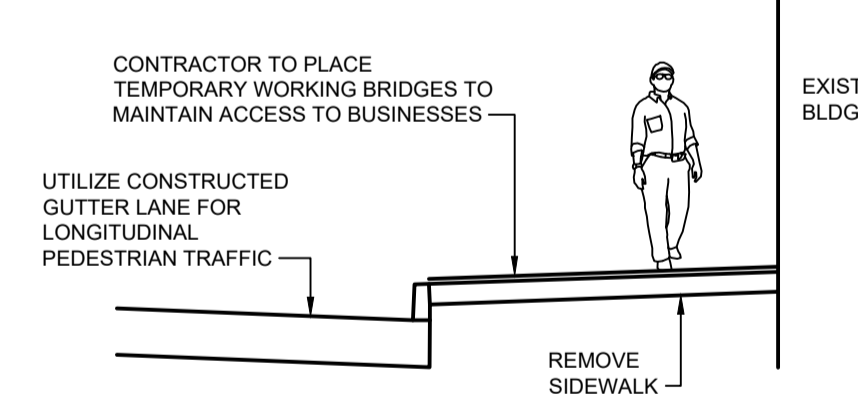 CONTRACTOR TO PLACE
TEMPORARY WORKING BRIDGES TO
MAINTAIN ACCESS TO BUSINESSES
EXIST
BLDG
UTILIZE CONSTRUCTED
GUTTER LANE FOR
LONGITUDINAL
PEDESTRIAN TRAFFIC
REMOVE
SIDEWALK